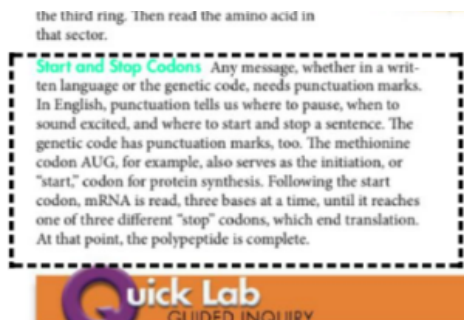 the third ring. Then read the amino acid in
that sector.
Start and Stop Codons Any message, whether in a writ-
ten language or the genetic code, needs punctuation marks.
In English, punctuation tells us where to pause, when to
sound excited, and where to start and stop a sentence. The
genetic code has punctuation marks, too. The methionine
codon AUG, for example, also serves as the initiation, or
"start," codon for protein synthesis. Following the start
codon, mRNA is read, three bases at a time, until it reaches
one of three different "stop" codons, which end translation.
At that point, the polypeptide is complete.
Quick Lab
GUIDED INQUIRY